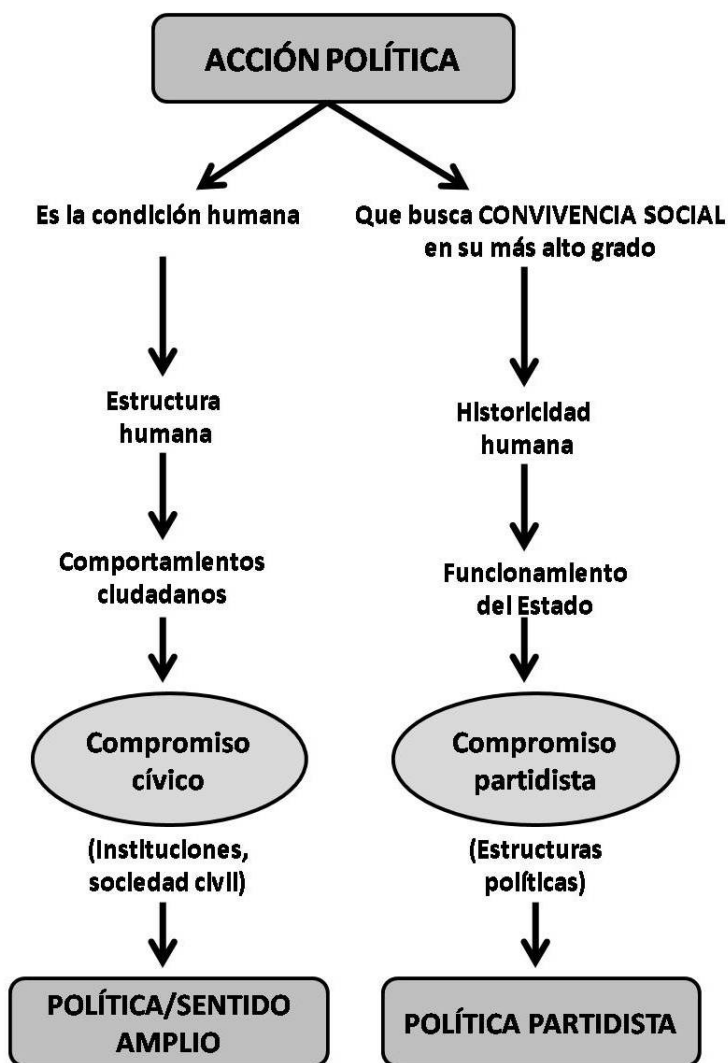 ACCIÓN POLÍTICA
Es la condición humana
Que busca CONVIVENCIA SOCIAL
en su más alto grado
Estructura
humana
Historicidad
humana
Comportamientos
ciudadanos
Funcionamiento
del Estado
Compromiso
cívico
Compromiso
partidista
(Instituciones,
sociedad civil)
(Estructuras
políticas)
POLÍTICA/SENTIDO
AMPLIO
POLÍTICA PARTIDISTA